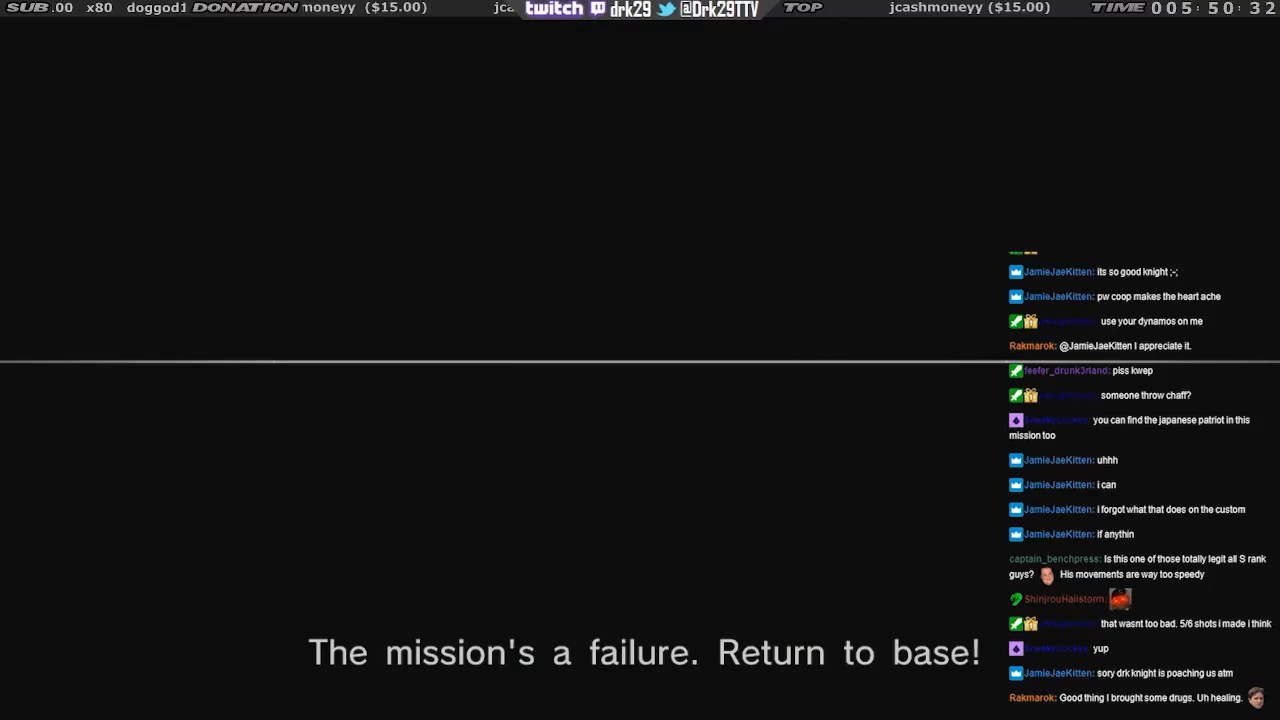 SUB.00 x80 doggod1 DONATION moneyy ($15.00) jca twitch drk29 @Drk29TTV TOP jcashmoneyy ($15.00) TIME 005:50:32
JamieJaeKitten: its so good knight ;-;
JamieJaeKitten: pw coop makes the heart ache
use your dynamos on me
Rakmarok: @JamieJaeKitten I appreciate it.
feefer_drunk3rland: piss kwep
someone throw chaff?
you can find the japanese patriot in this
mission too
JamieJaeKitten: uhhh
JamieJaeKitten: i can
JamieJaeKitten: i forgot what that does on the custom
JamieJaeKitten: if anythin
captain_benchpress: Is this one of those totally legit all S rank
guys? His movements are way too speedy
ShinjrouHailstorm:
that wasnt too bad. 5/6 shots i made i think
yup
JamieJaeKitten: sory drk knight is poaching us atm
Rakmarok: Good thing I brought some drugs. Uh healing.
The mission's a failure. Return to base!